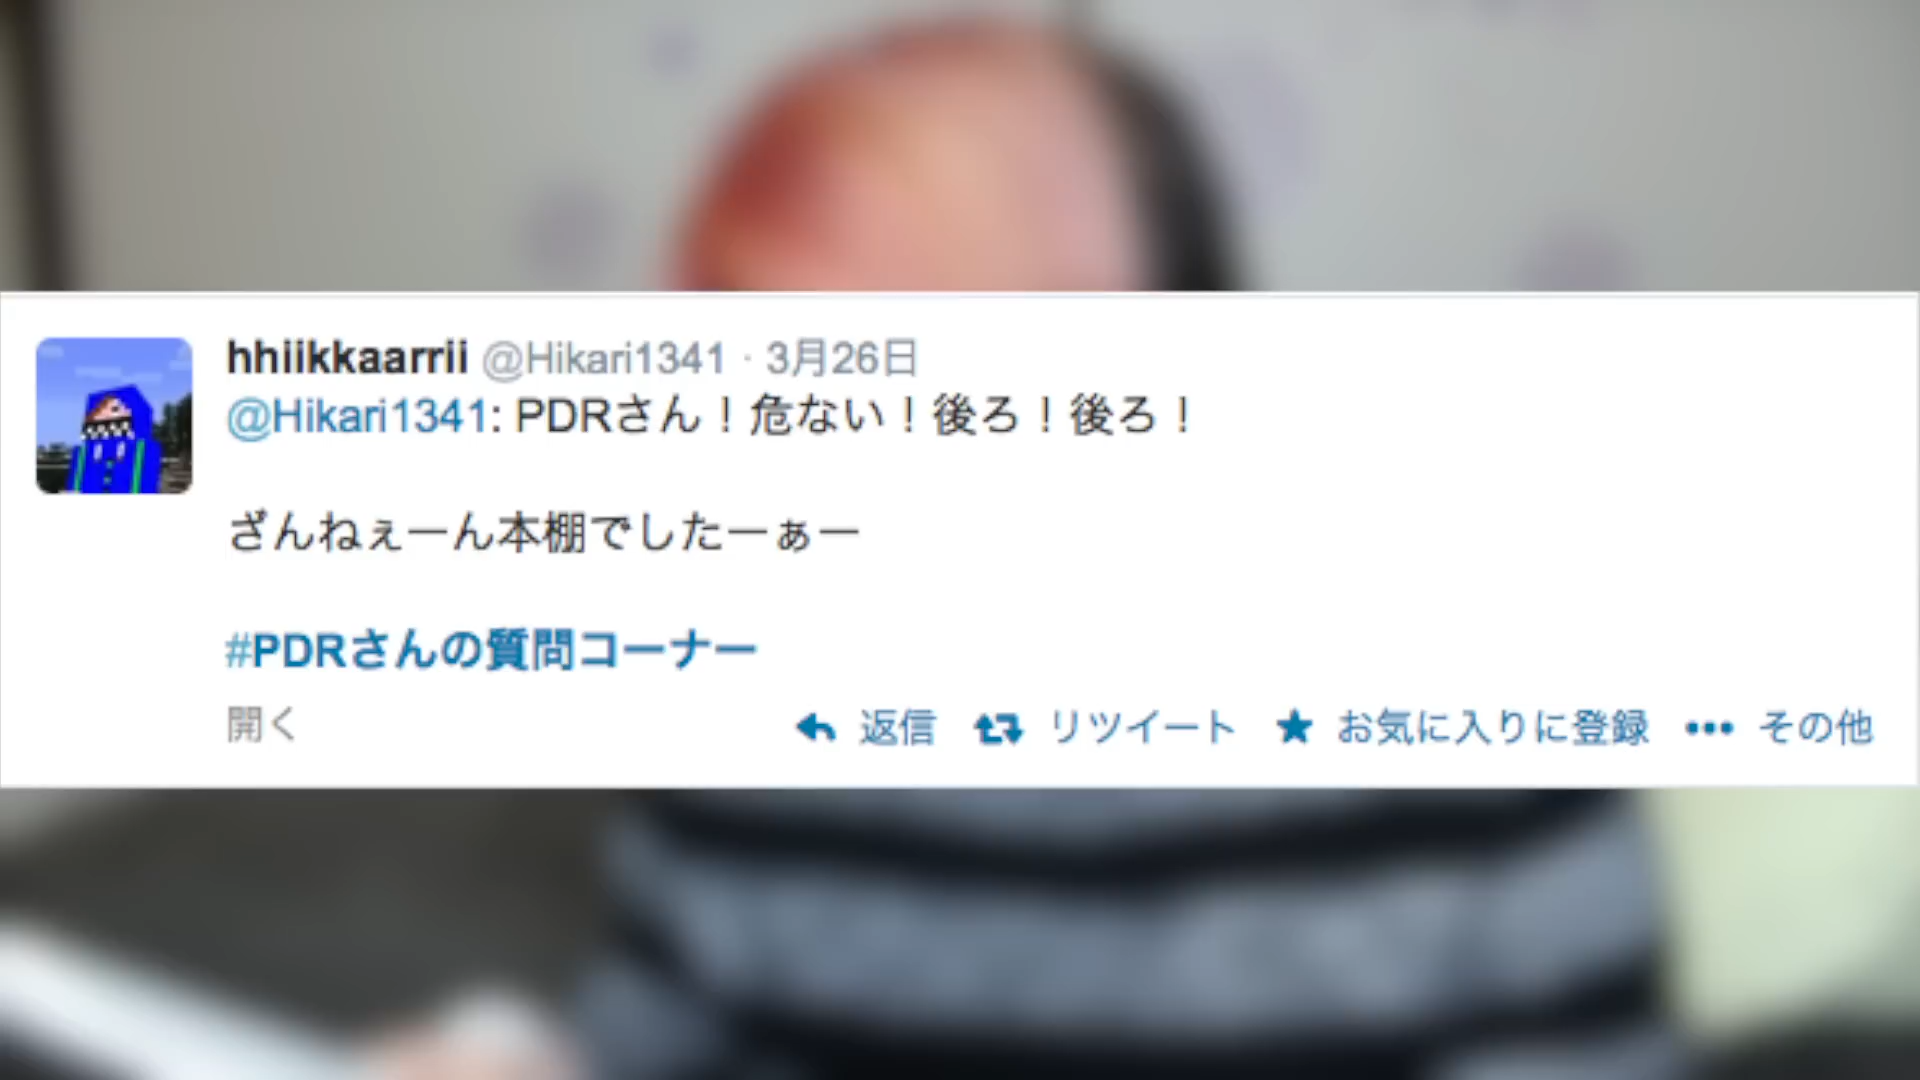 hhiikkaarrii @Hikari1341 · 3月26日
@Hikari1341: PDRさん！危ない！後ろ！後ろ！
ざんねぇーん本棚でしたーぁー
#PDRさんの質問コーナー
開く 返信 リツイート お気に入りに登録 その他